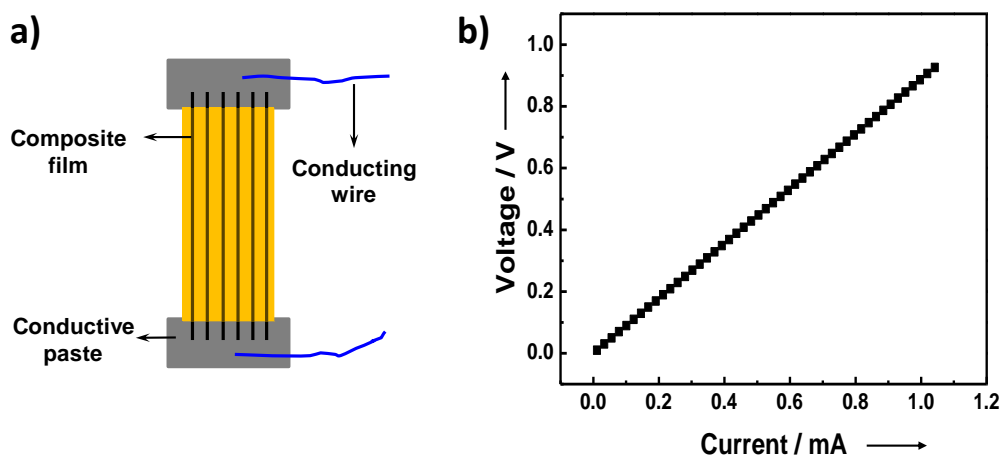 a)
Composite
film
Conducting
wire
Conductive
paste
b)
Voltage / V
1.0
0.8
0.6
0.4
0.2
0.0
0.0 0.2 0.4 0.6 0.8 1.0 1.2
Current / mA